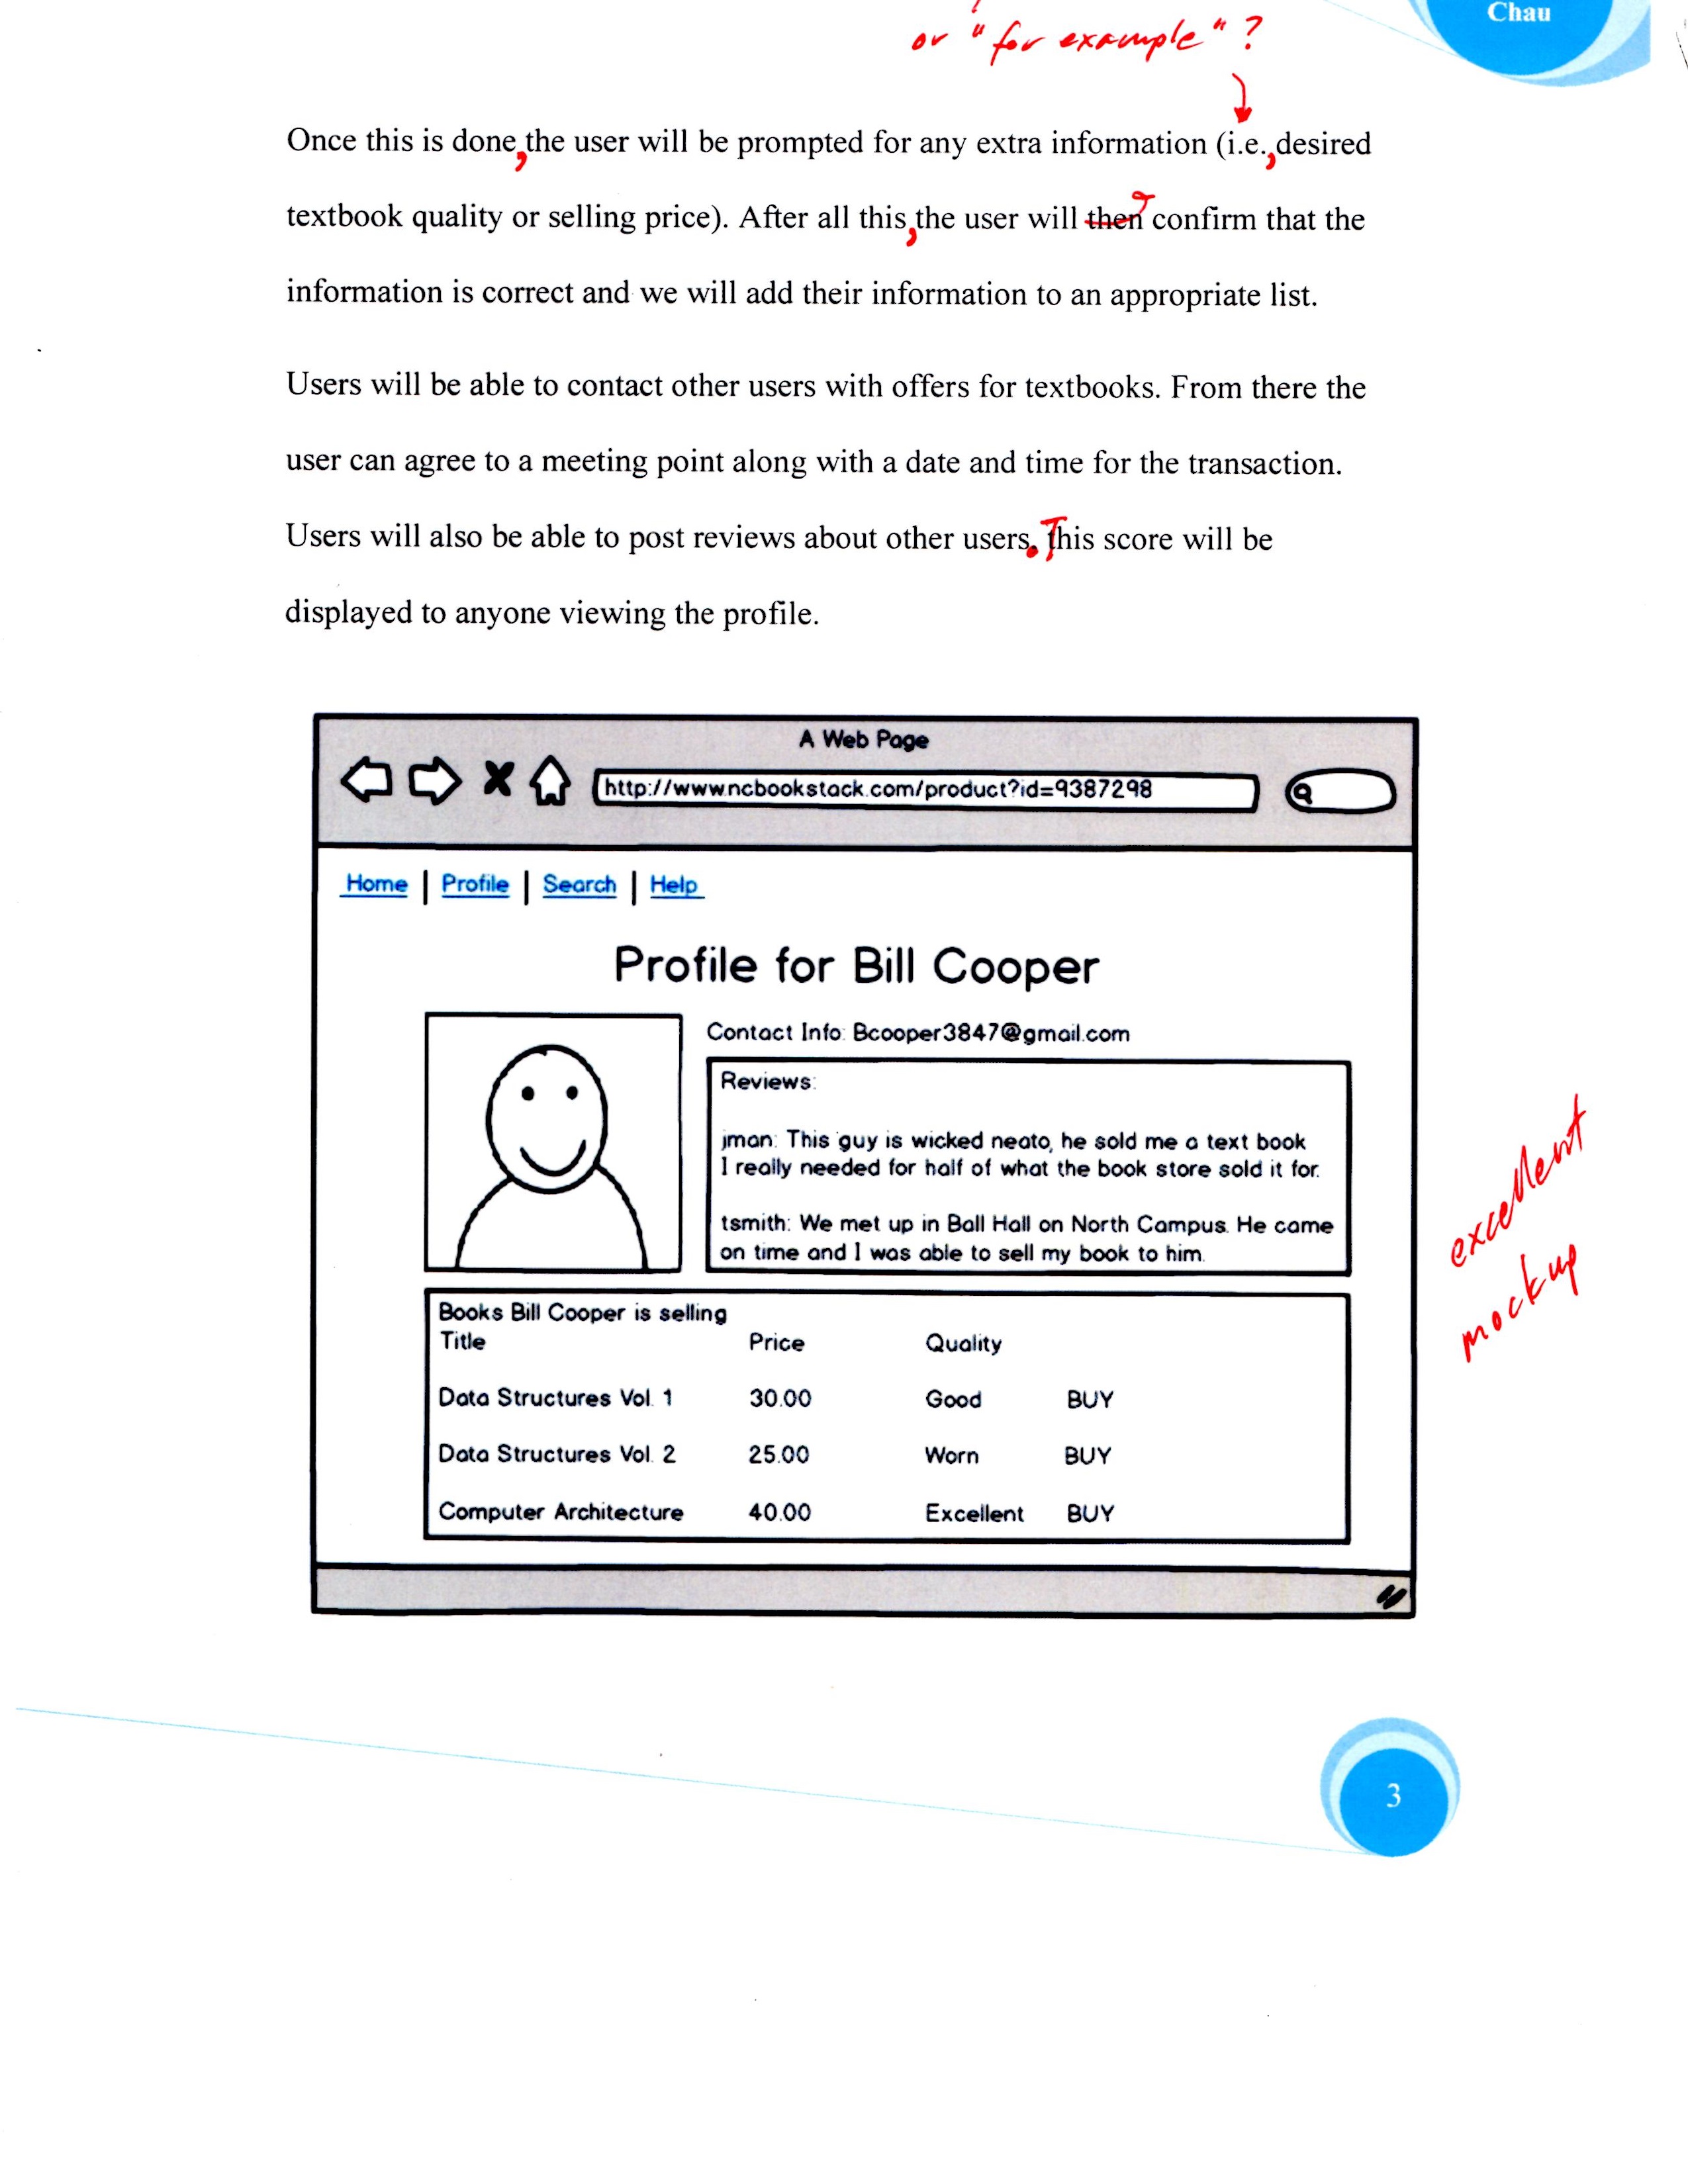 Chau
or "for example"?
Once this is done, the user will be prompted for any extra information (i.e., desired
textbook quality or selling price). After all this, the user will then confirm that the
information is correct and we will add their information to an appropriate list.
Users will be able to contact other users with offers for textbooks. From there the
user can agree to a meeting point along with a date and time for the transaction.
Users will also be able to post reviews about other users. This score will be
displayed to anyone viewing the profile.
A Web Page
http://www.ncbookstack.com/product?id=9387298
Home | Profile | Search | Help
Profile for Bill Cooper
Contact Info: Bcooper3847@gmail.com
Reviews:
jman: This guy is wicked neato, he sold me a text book
I really needed for half of what the book store sold it for.
tsmith: We met up in Ball Hall on North Campus. He came
on time and I was able to sell my book to him.
excellent
mockup
Books Bill Cooper is selling
Title Price Quality
Data Structures Vol. 1 30.00 Good BUY
Data Structures Vol. 2 25.00 Worn BUY
Computer Architecture 40.00 Excellent BUY
3